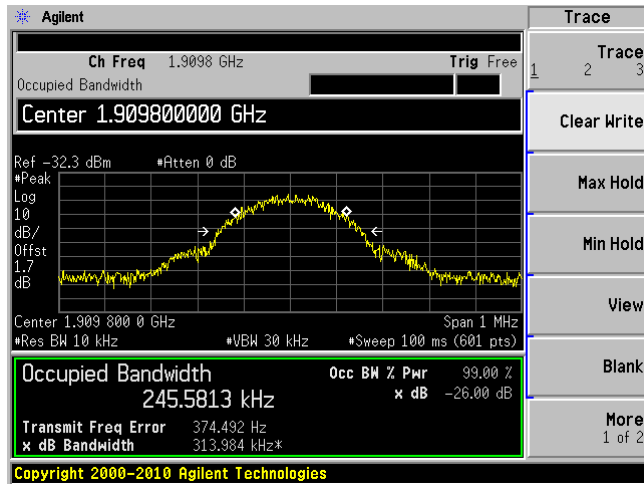 Agilent
Trace
Ch Freq 1.9098 GHz Trig Free
Occupied Bandwidth
Center 1.909800000 GHz
Ref -32.3 dBm #Atten 0 dB
#Peak
Log
10
dB/
Offst
1.7
dB
Center 1.909 800 0 GHz Span 1 MHz
#Res BW 10 kHz #VBW 30 kHz #Sweep 100 ms (601 pts)
Occupied Bandwidth
245.5813 kHz
Occ BW % Pwr 99.00 %
x dB -26.00 dB
Transmit Freq Error 374.492 Hz
x dB Bandwidth 313.984 kHz*
Copyright 2000-2010 Agilent Technologies
Trace
1 2 3
Clear Write
Max Hold
Min Hold
View
Blank
More
1 of 2